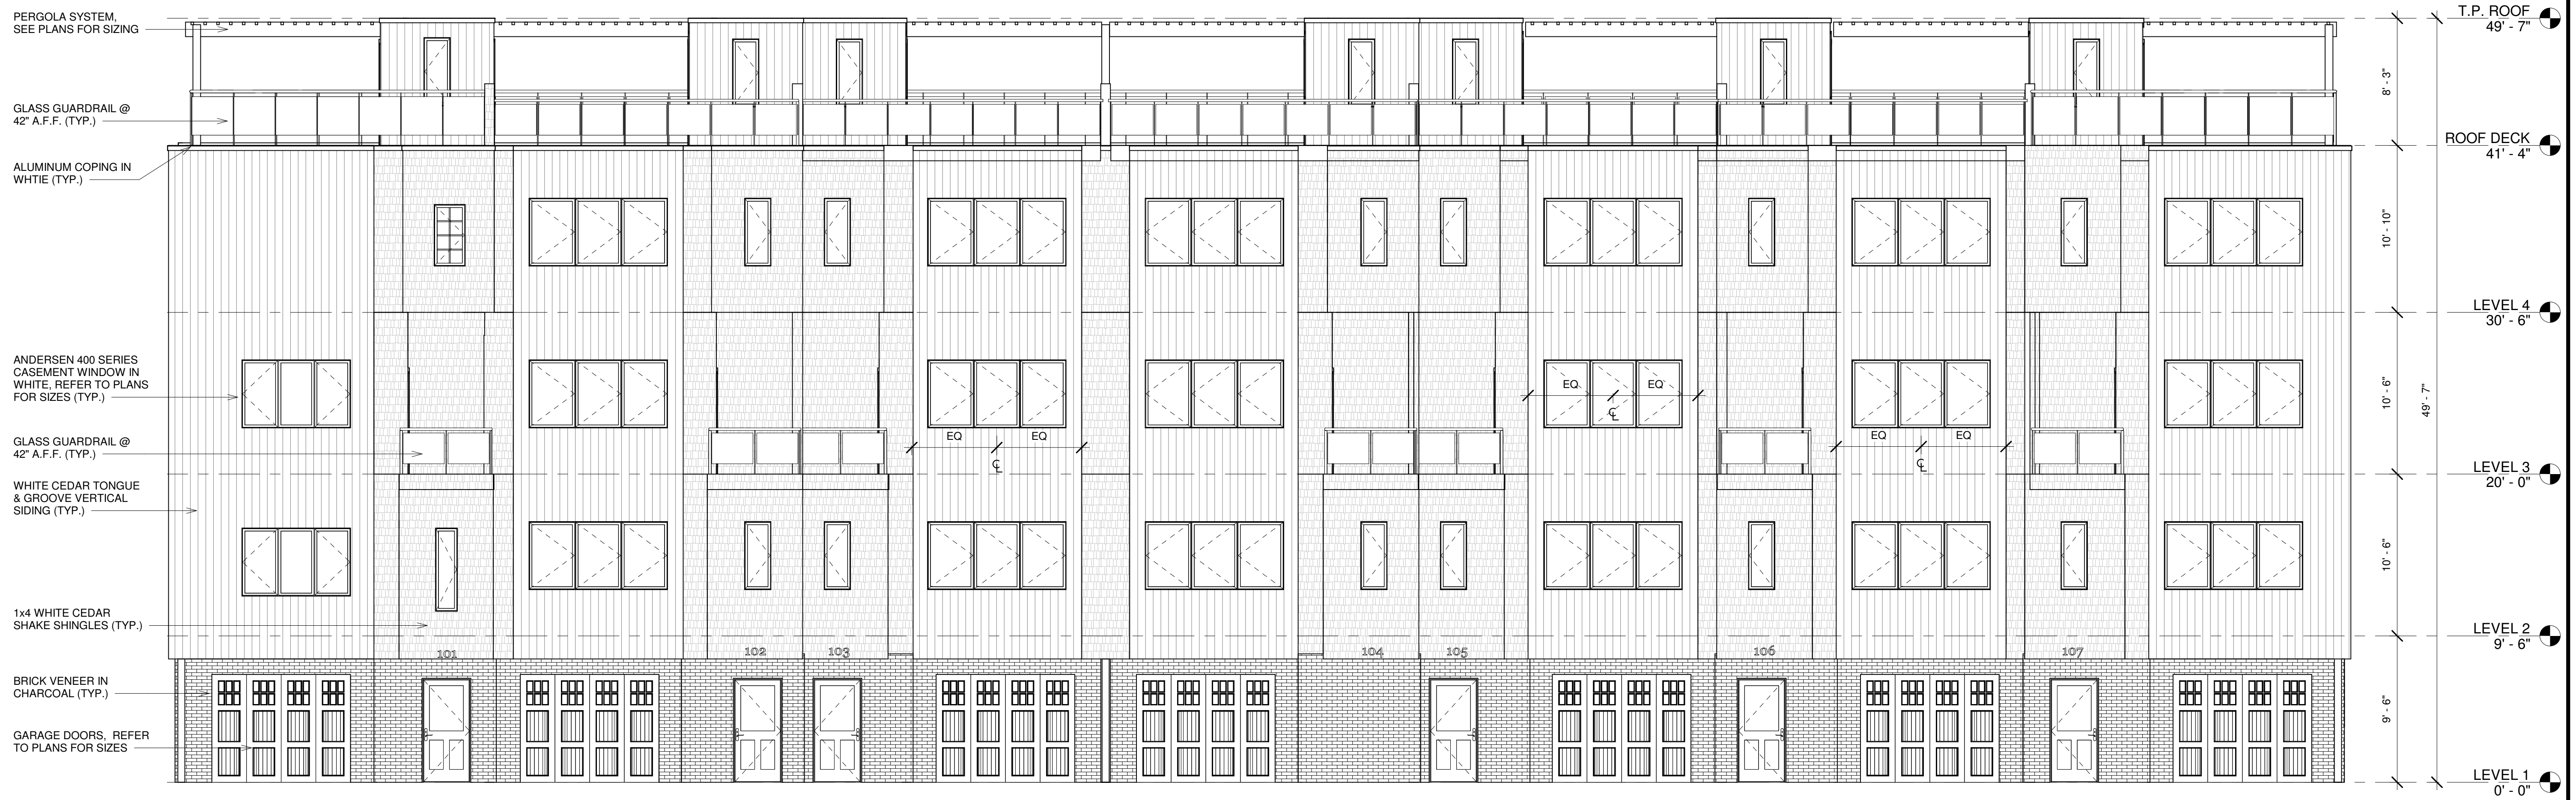 PERGOLA SYSTEM,
SEE PLANS FOR SIZING
GLASS GUARDRAIL @
42" A.F.F. (TYP.)
ALUMINUM COPING IN
WHTIE (TYP.)
ANDERSEN 400 SERIES
CASEMENT WINDOW IN
WHITE, REFER TO PLANS
FOR SIZES (TYP.)
GLASS GUARDRAIL @
42" A.F.F. (TYP.)
WHITE CEDAR TONGUE
& GROOVE VERTICAL
SIDING (TYP.)
1x4 WHITE CEDAR
SHAKE SHINGLES (TYP.)
BRICK VENEER IN
CHARCOAL (TYP.)
GARAGE DOORS, REFER
TO PLANS FOR SIZES
EQ EQ
EQ EQ
EQ EQ
101 102 103 104 105 106 107
8' - 3"
10' - 10"
10' - 6"
10' - 6"
9' - 6"
49' - 7"
T.P. ROOF
49' - 7"
ROOF DECK
41' - 4"
LEVEL 4
30' - 6"
LEVEL 3
20' - 0"
LEVEL 2
9' - 6"
LEVEL 1
0' - 0"